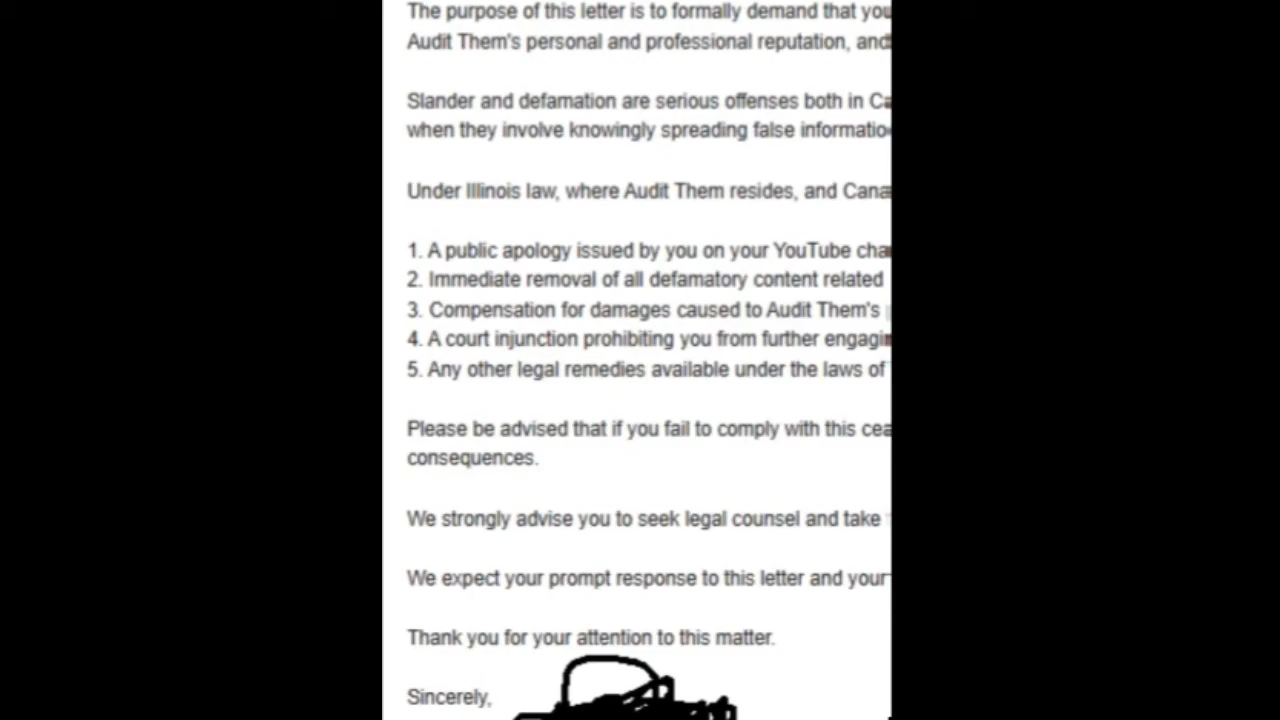 The purpose of this letter is to formally demand that you
Audit Them's personal and professional reputation, and
Slander and defamation are serious offenses both in
when they involve knowingly spreading false
Under Illinois law, where Audit Them resides, and
1. A public apology issued by you on your YouTube
2. Immediate removal of all defamatory content related
3. Compensation for damages caused to Audit Them's
4. A court injunction prohibiting you from further
5. Any other legal remedies available under the laws of
Please be advised that if you fail to comply with this
consequences.
We strongly advise you to seek legal counsel and take
We expect your prompt response to this letter and your
Thank you for your attention to this matter.
Sincerely,